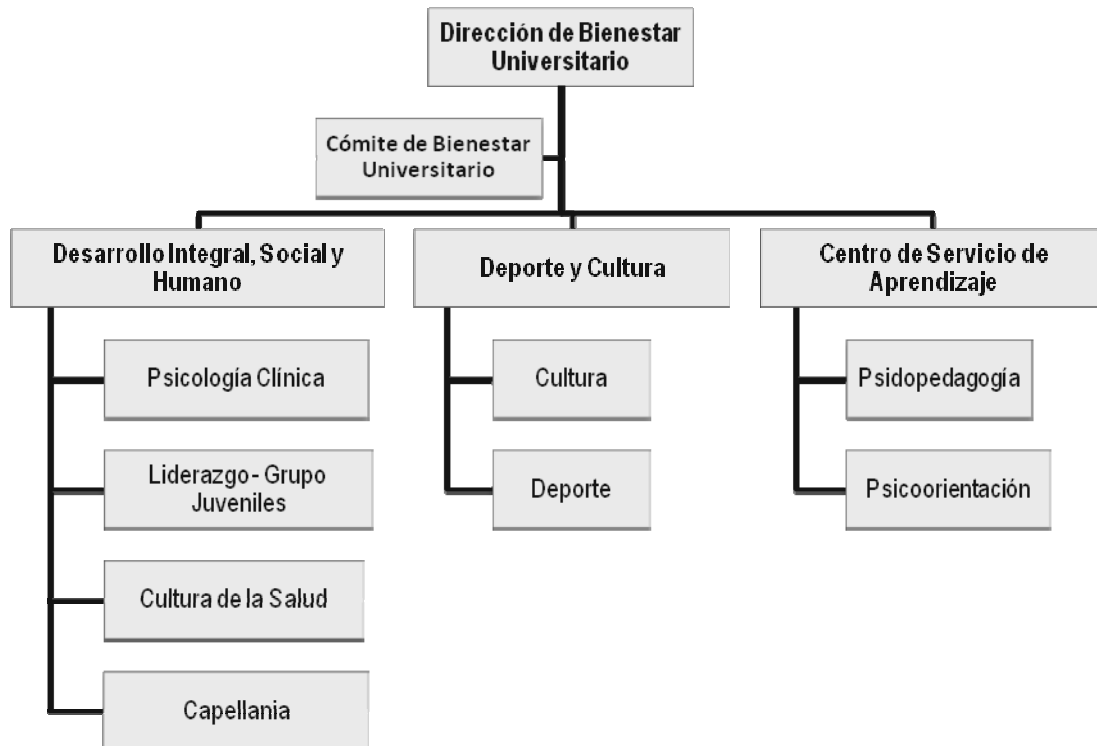 Dirección de Bienestar
Universitario
Cómite de Bienestar
Universitario
Desarrollo Integral, Social y
Humano
Deporte y Cultura
Centro de Servicio de
Aprendizaje
Psicología Clínica
Liderazgo - Grupo
Juveniles
Cultura de la Salud
Capellania
Cultura
Deporte
Psidopedagogía
Psicoorientación